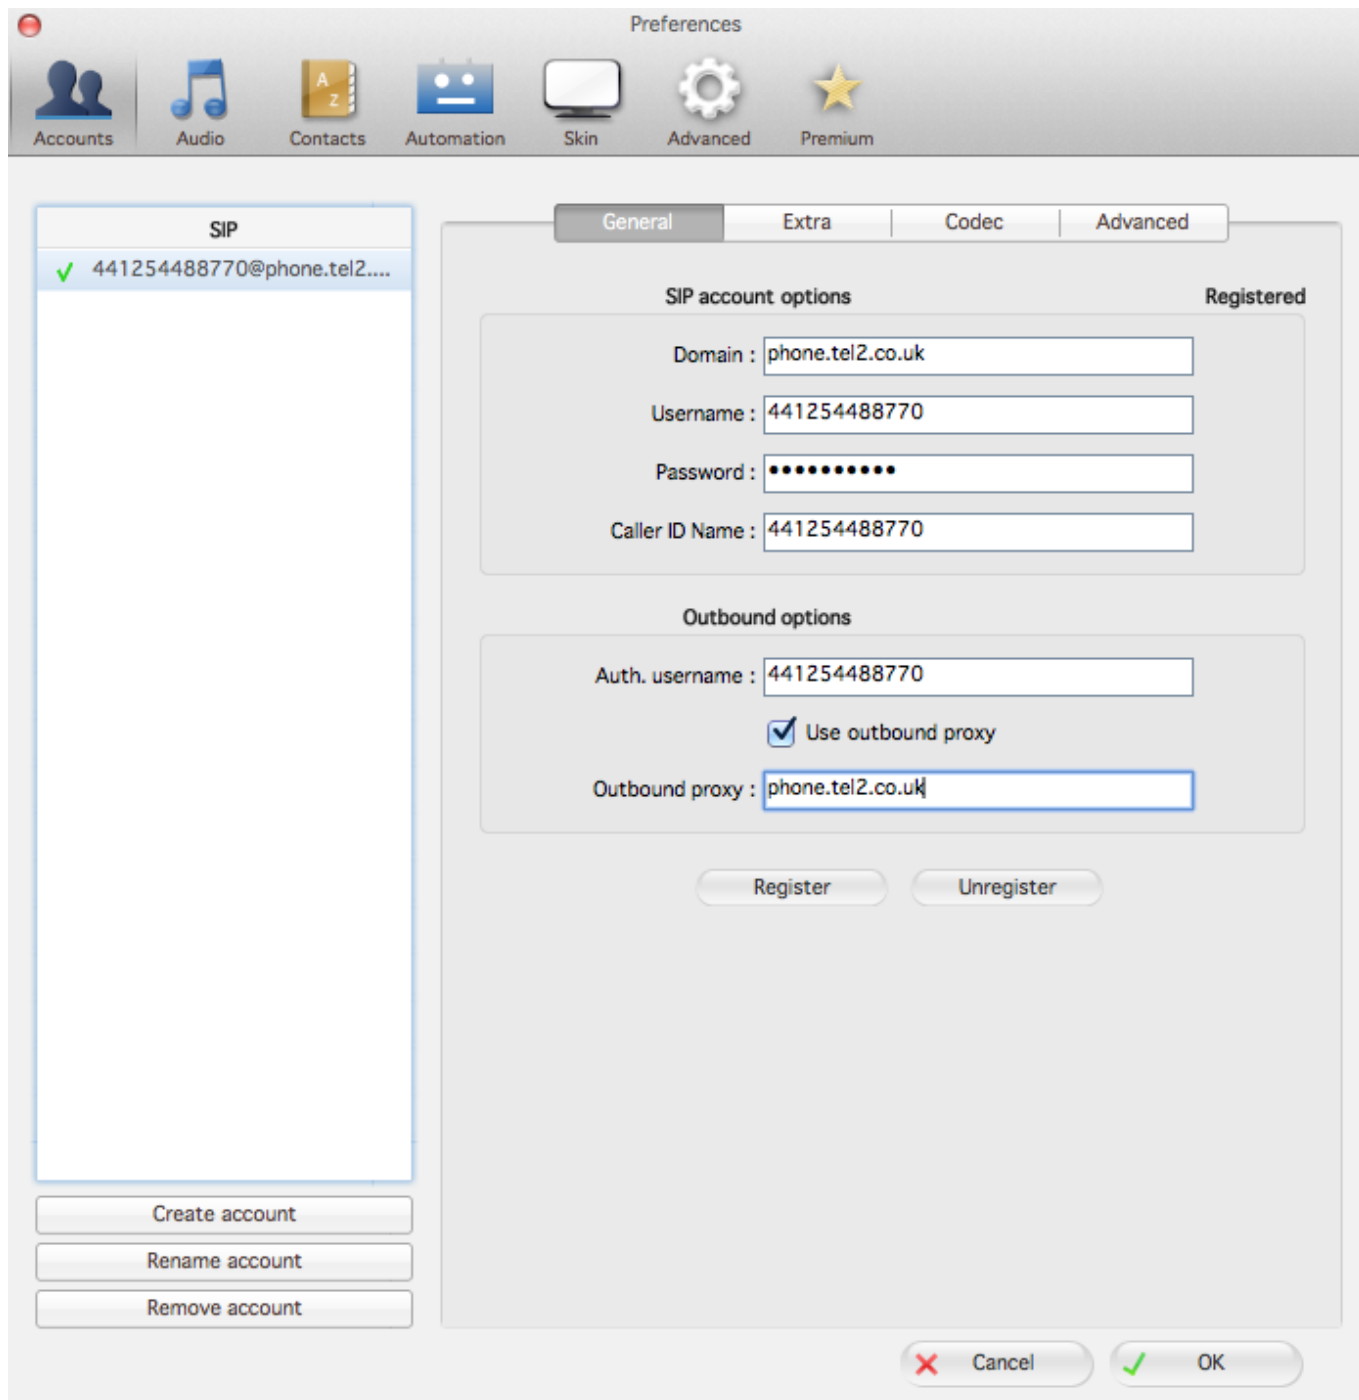 Preferences
A
Z
Accounts Audio Contacts Automation Skin Advanced Premium
SIP
441254488770@phone.tel2....
General Extra Codec Advanced
SIP account options Registered
Domain : phone.tel2.co.uk
Username : 441254488770
Password : ••••••••••
Caller ID Name : 441254488770
Outbound options
Auth. username : 441254488770
Use outbound proxy
Outbound proxy : phone.tel2.co.uk
Register Unregister
Create account
Rename account
Remove account
Cancel OK